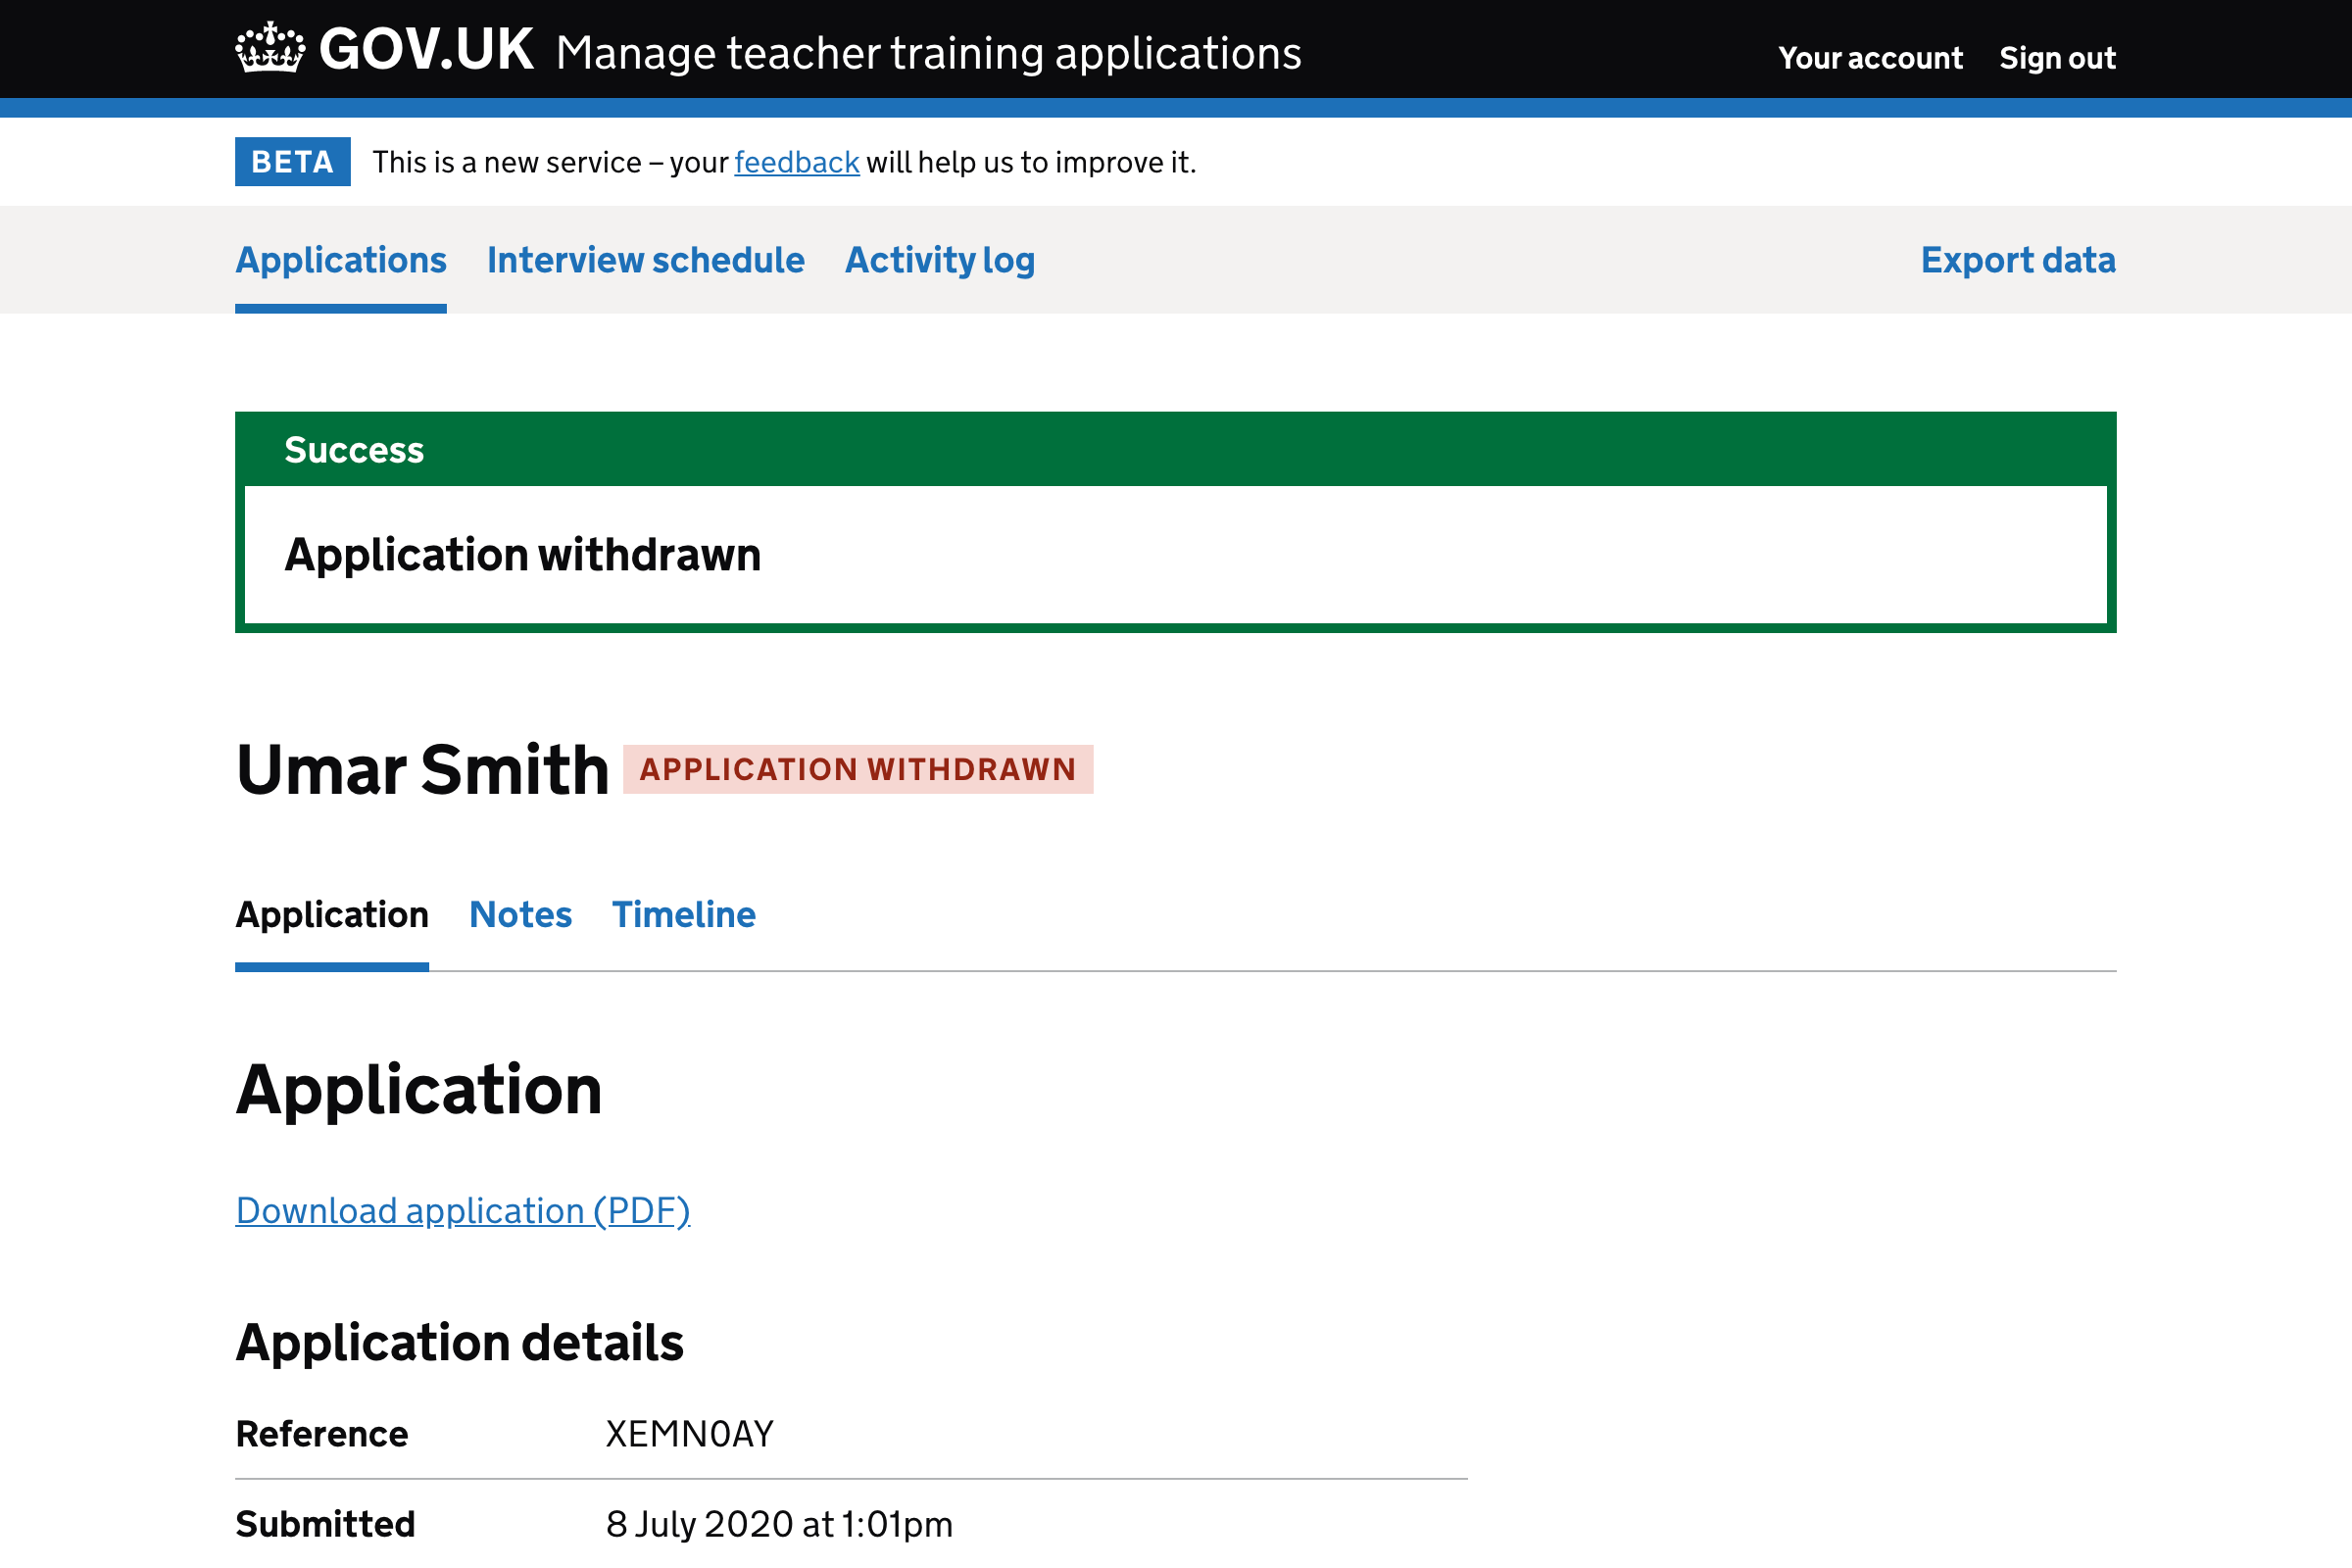 GOV.UK Manage teacher training applications Your account Sign out
BETA This is a new service – your feedback will help us to improve it.
Applications Interview schedule Activity log Export data
Success
Application withdrawn
Umar Smith APPLICATION WITHDRAWN
Application Notes Timeline
Application
Download application (PDF)
Application details
Reference XEMN0AY
Submitted 8 July 2020 at 1:01pm